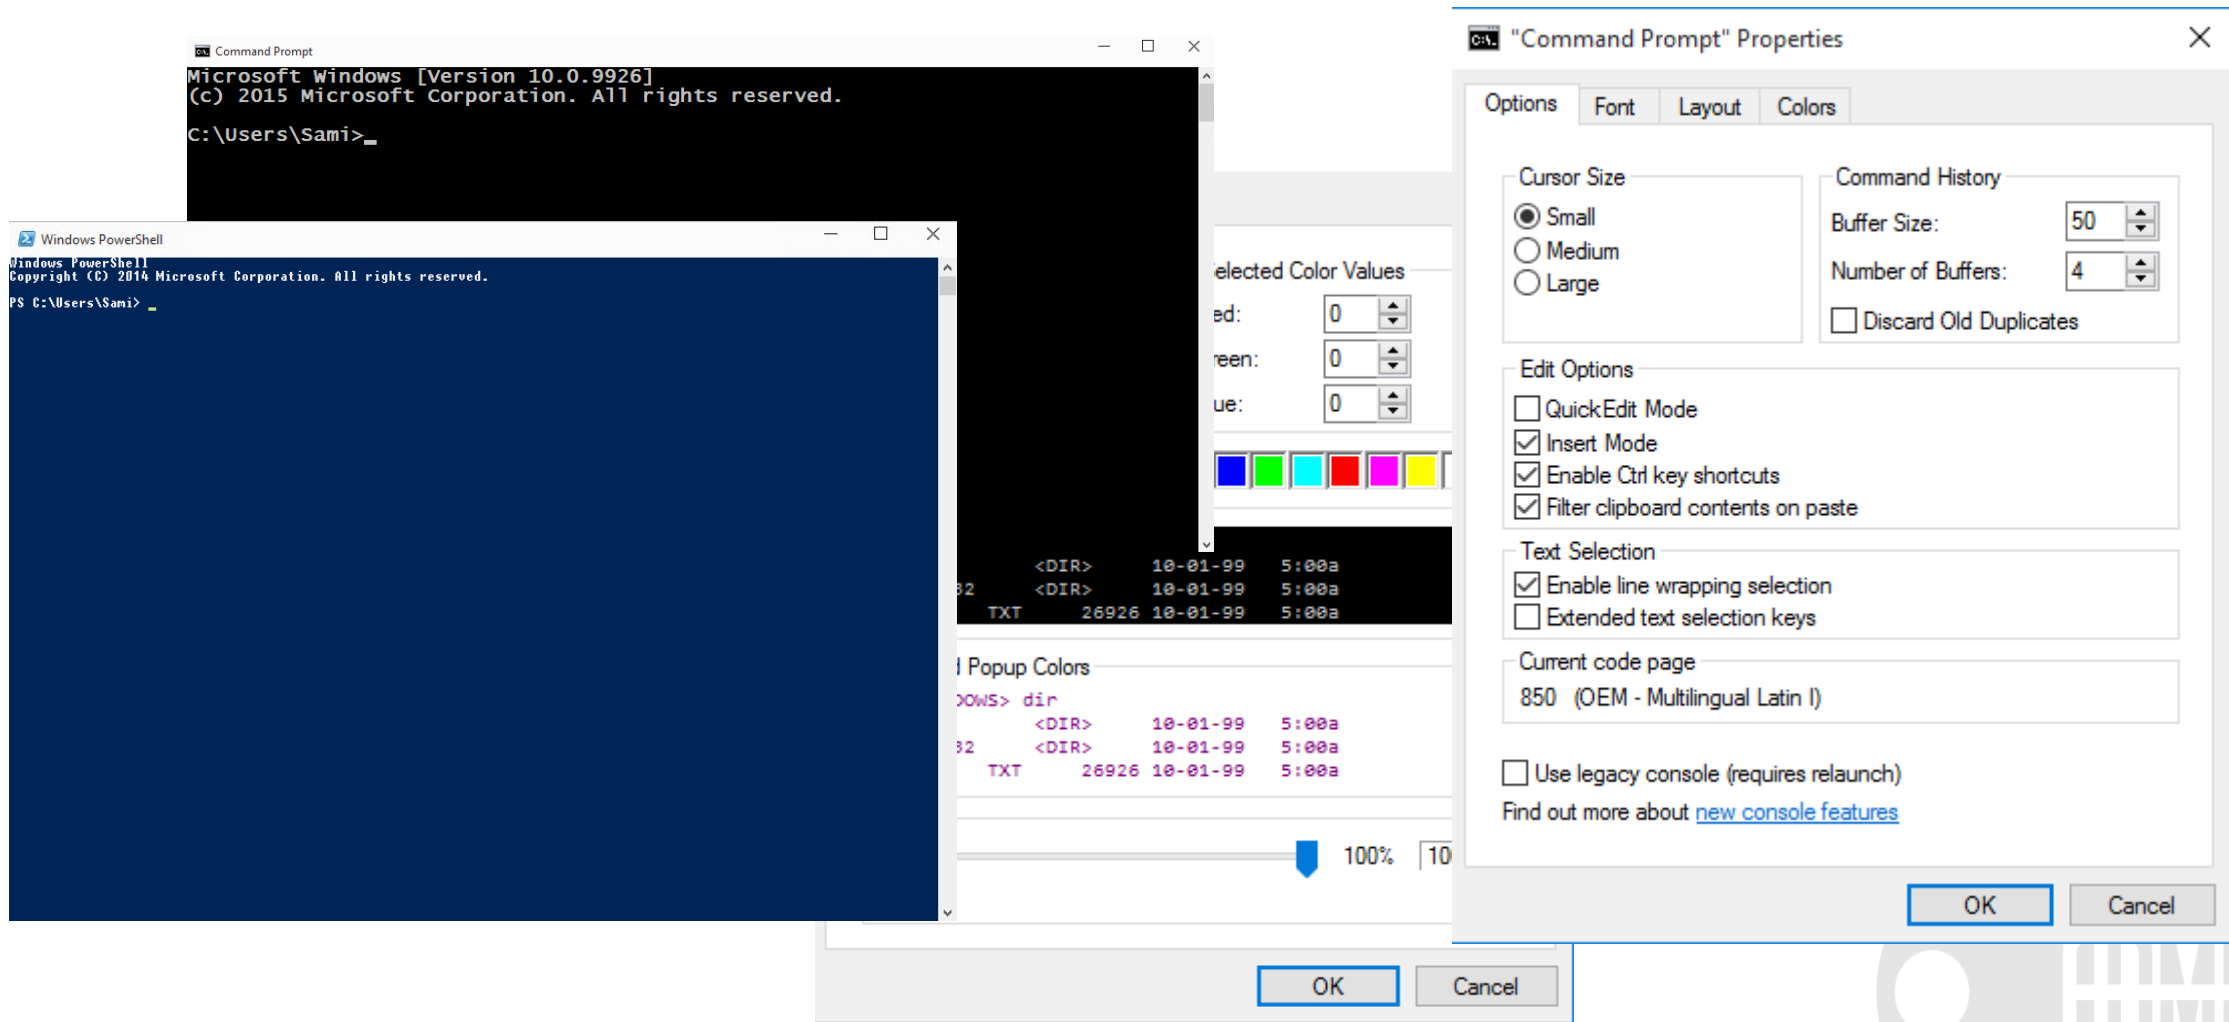 Command Prompt
Microsoft Windows [Version 10.0.9926]
(c) 2015 Microsoft Corporation. All rights reserved.
C:\Users\Sami>_
Windows PowerShell
Windows PowerShell
Copyright (C) 2014 Microsoft Corporation. All rights reserved.
PS C:\Users\Sami> _
elected Color Values
ed: 0
reen: 0
ue: 0
<DIR> 10-01-99 5:00a
32 <DIR> 10-01-99 5:00a
TXT 26926 10-01-99 5:00a
d Popup Colors
DOWS> dir
<DIR> 10-01-99 5:00a
32 <DIR> 10-01-99 5:00a
TXT 26926 10-01-99 5:00a
100% 10
OK Cancel
"Command Prompt" Properties
Options Font Layout Colors
Cursor Size
Small
Medium
Large
Command History
Buffer Size: 50
Number of Buffers: 4
Discard Old Duplicates
Edit Options
QuickEdit Mode
Insert Mode
Enable Ctrl key shortcuts
Filter clipboard contents on paste
Text Selection
Enable line wrapping selection
Extended text selection keys
Current code page
850 (OEM - Multilingual Latin I)
Use legacy console (requires relaunch)
Find out more about new console features
OK Cancel